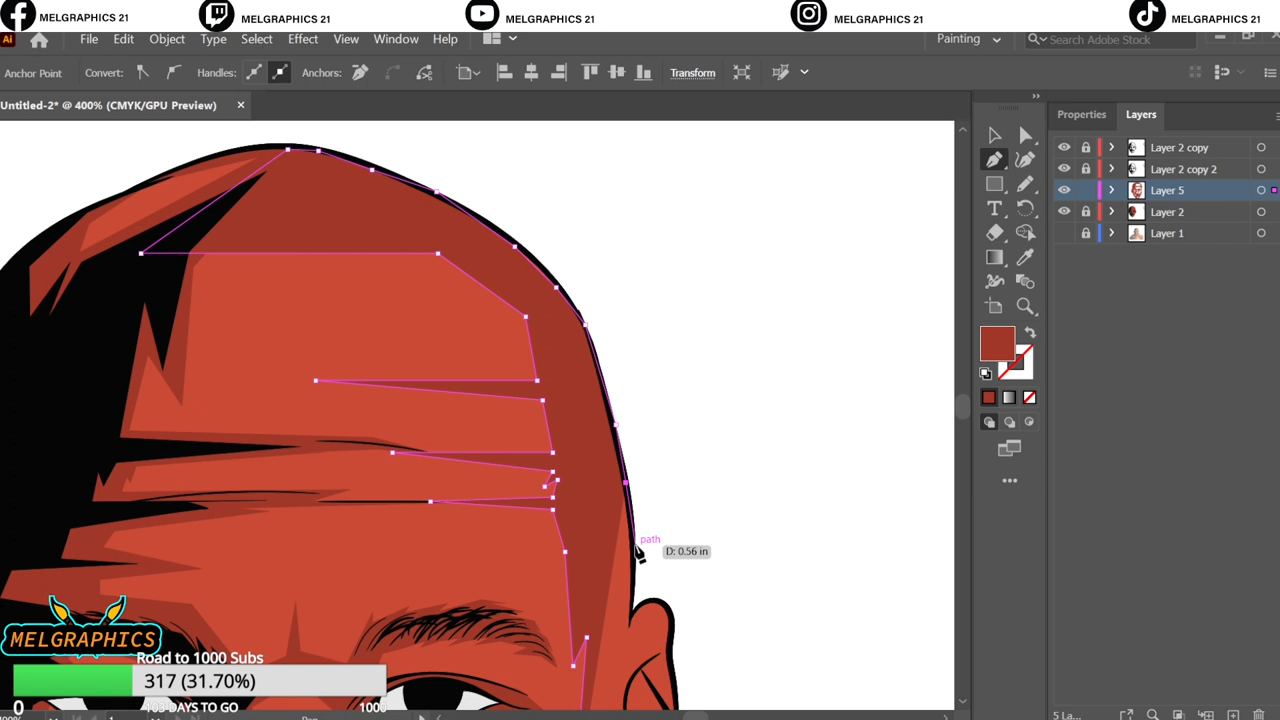 MELGRAPHICS 21 MELGRAPHICS 21 MELGRAPHICS 21 MELGRAPHICS 21 MELGRAPHICS 21
Ai File Edit Object Type Select Effect View Window Help Painting Search Adobe Stock
Anchor Point Convert: Handles: Anchors: Transform
Untitled-2* @ 400% (CMYK/GPU Preview) ×
Properties Layers
Layer 2 copy
Layer 2 copy 2
Layer 5
Layer 2
Layer 1
path
D: 0.56 in
MELGRAPHICS
Road to 1000 Subs
317 (31.70%)
0 103 DAYS TO GO 1000
5 La...